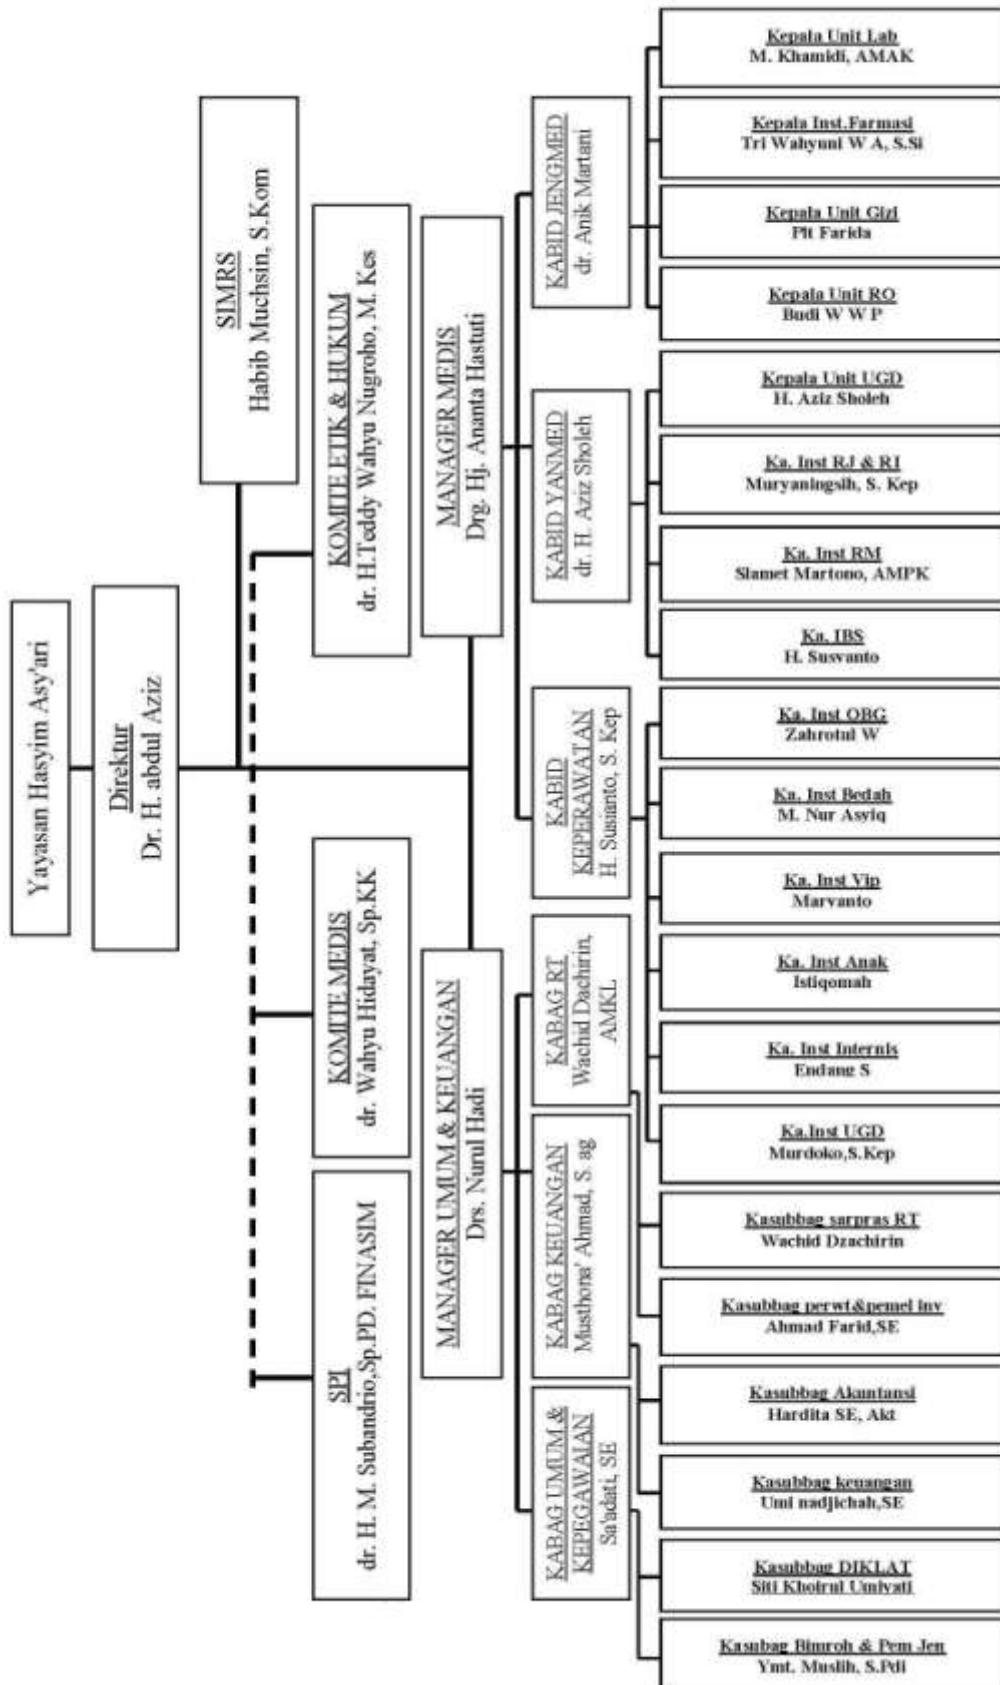 Yayasan Hasyim Asy'ari
Direktur
Dr. H. abdul Aziz
SIMRS
Habib Muchsin, S.Kom
SPI
dr. H. M. Subandrio,Sp.PD. FINASIM
KOMITE MEDIS
dr. Wahyu Hidayat, Sp.KK
KOMITE ETIK & HUKUM
dr. H.Teddy Wahyu Nugroho, M. Kes
MANAGER UMUM & KEUANGAN
Drs. Nurul Hadi
MANAGER MEDIS
Drg. Hj. Ananta Hastuti
KABAG UMUM &
KEPEGAWAIAN
Sa'adati, SE
KABAG KEUANGAN
Musthona' Ahmad, S. ag
KABAG RT
Wachid Dachirin,
AMKL
KABID
KEPERAWATAN
H. Susianto, S. Kep
KABID YANMED
dr. H. Aziz Sholeh
KABID JENGMED
dr. Anik Martani
Kepala Unit Lab
M. Khamidi, AMAK
Kepala Inst.Farmasi
Tri Wahyuni W A, S.Si
Kepala Unit Gizi
Plt Farida
Kepala Unit RO
Budi W W P
Kepala Unit UGD
H. Aziz Sholeh
Ka. Inst RJ & RI
Muryaningsih, S. Kep
Ka. Inst RM
Slamet Martono, AMPK
Ka. IBS
H. Susvanto
Ka. Inst OBG
Zahrotul W
Ka. Inst Bedah
M. Nur Asyiq
Ka. Inst Vip
Marvanto
Ka. Inst Anak
Istiqomah
Ka. Inst Internis
Endang S
Ka.Inst UGD
Murdoko,S.Kep
Kasubbag sarpras RT
Wachid Dzachirin
Kasubbag perwt&pemel inv
Ahmad Farid,SE
Kasubbag Akuntansi
Hardita SE, Akt
Kasubbag keuangan
Umi nadjichah,SE
Kasubbag DIKLAT
Siti Khoirul Umiyati
Kasubag Bimroh & Pem Jen
Ymt. Muslih, S.Pdi